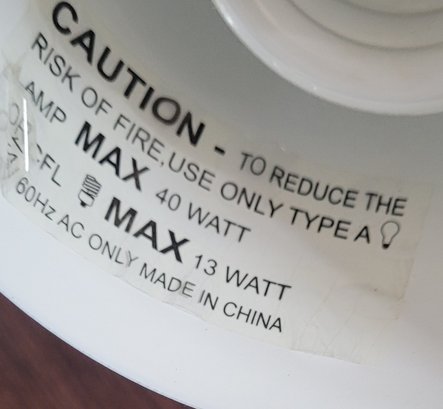 CAUTION - TO REDUCE THE
RISK OF FIRE,USE ONLY TYPE A
AMP MAX 40 WATT
OR CFL MAX 13 WATT
60Hz AC ONLY MADE IN CHINA